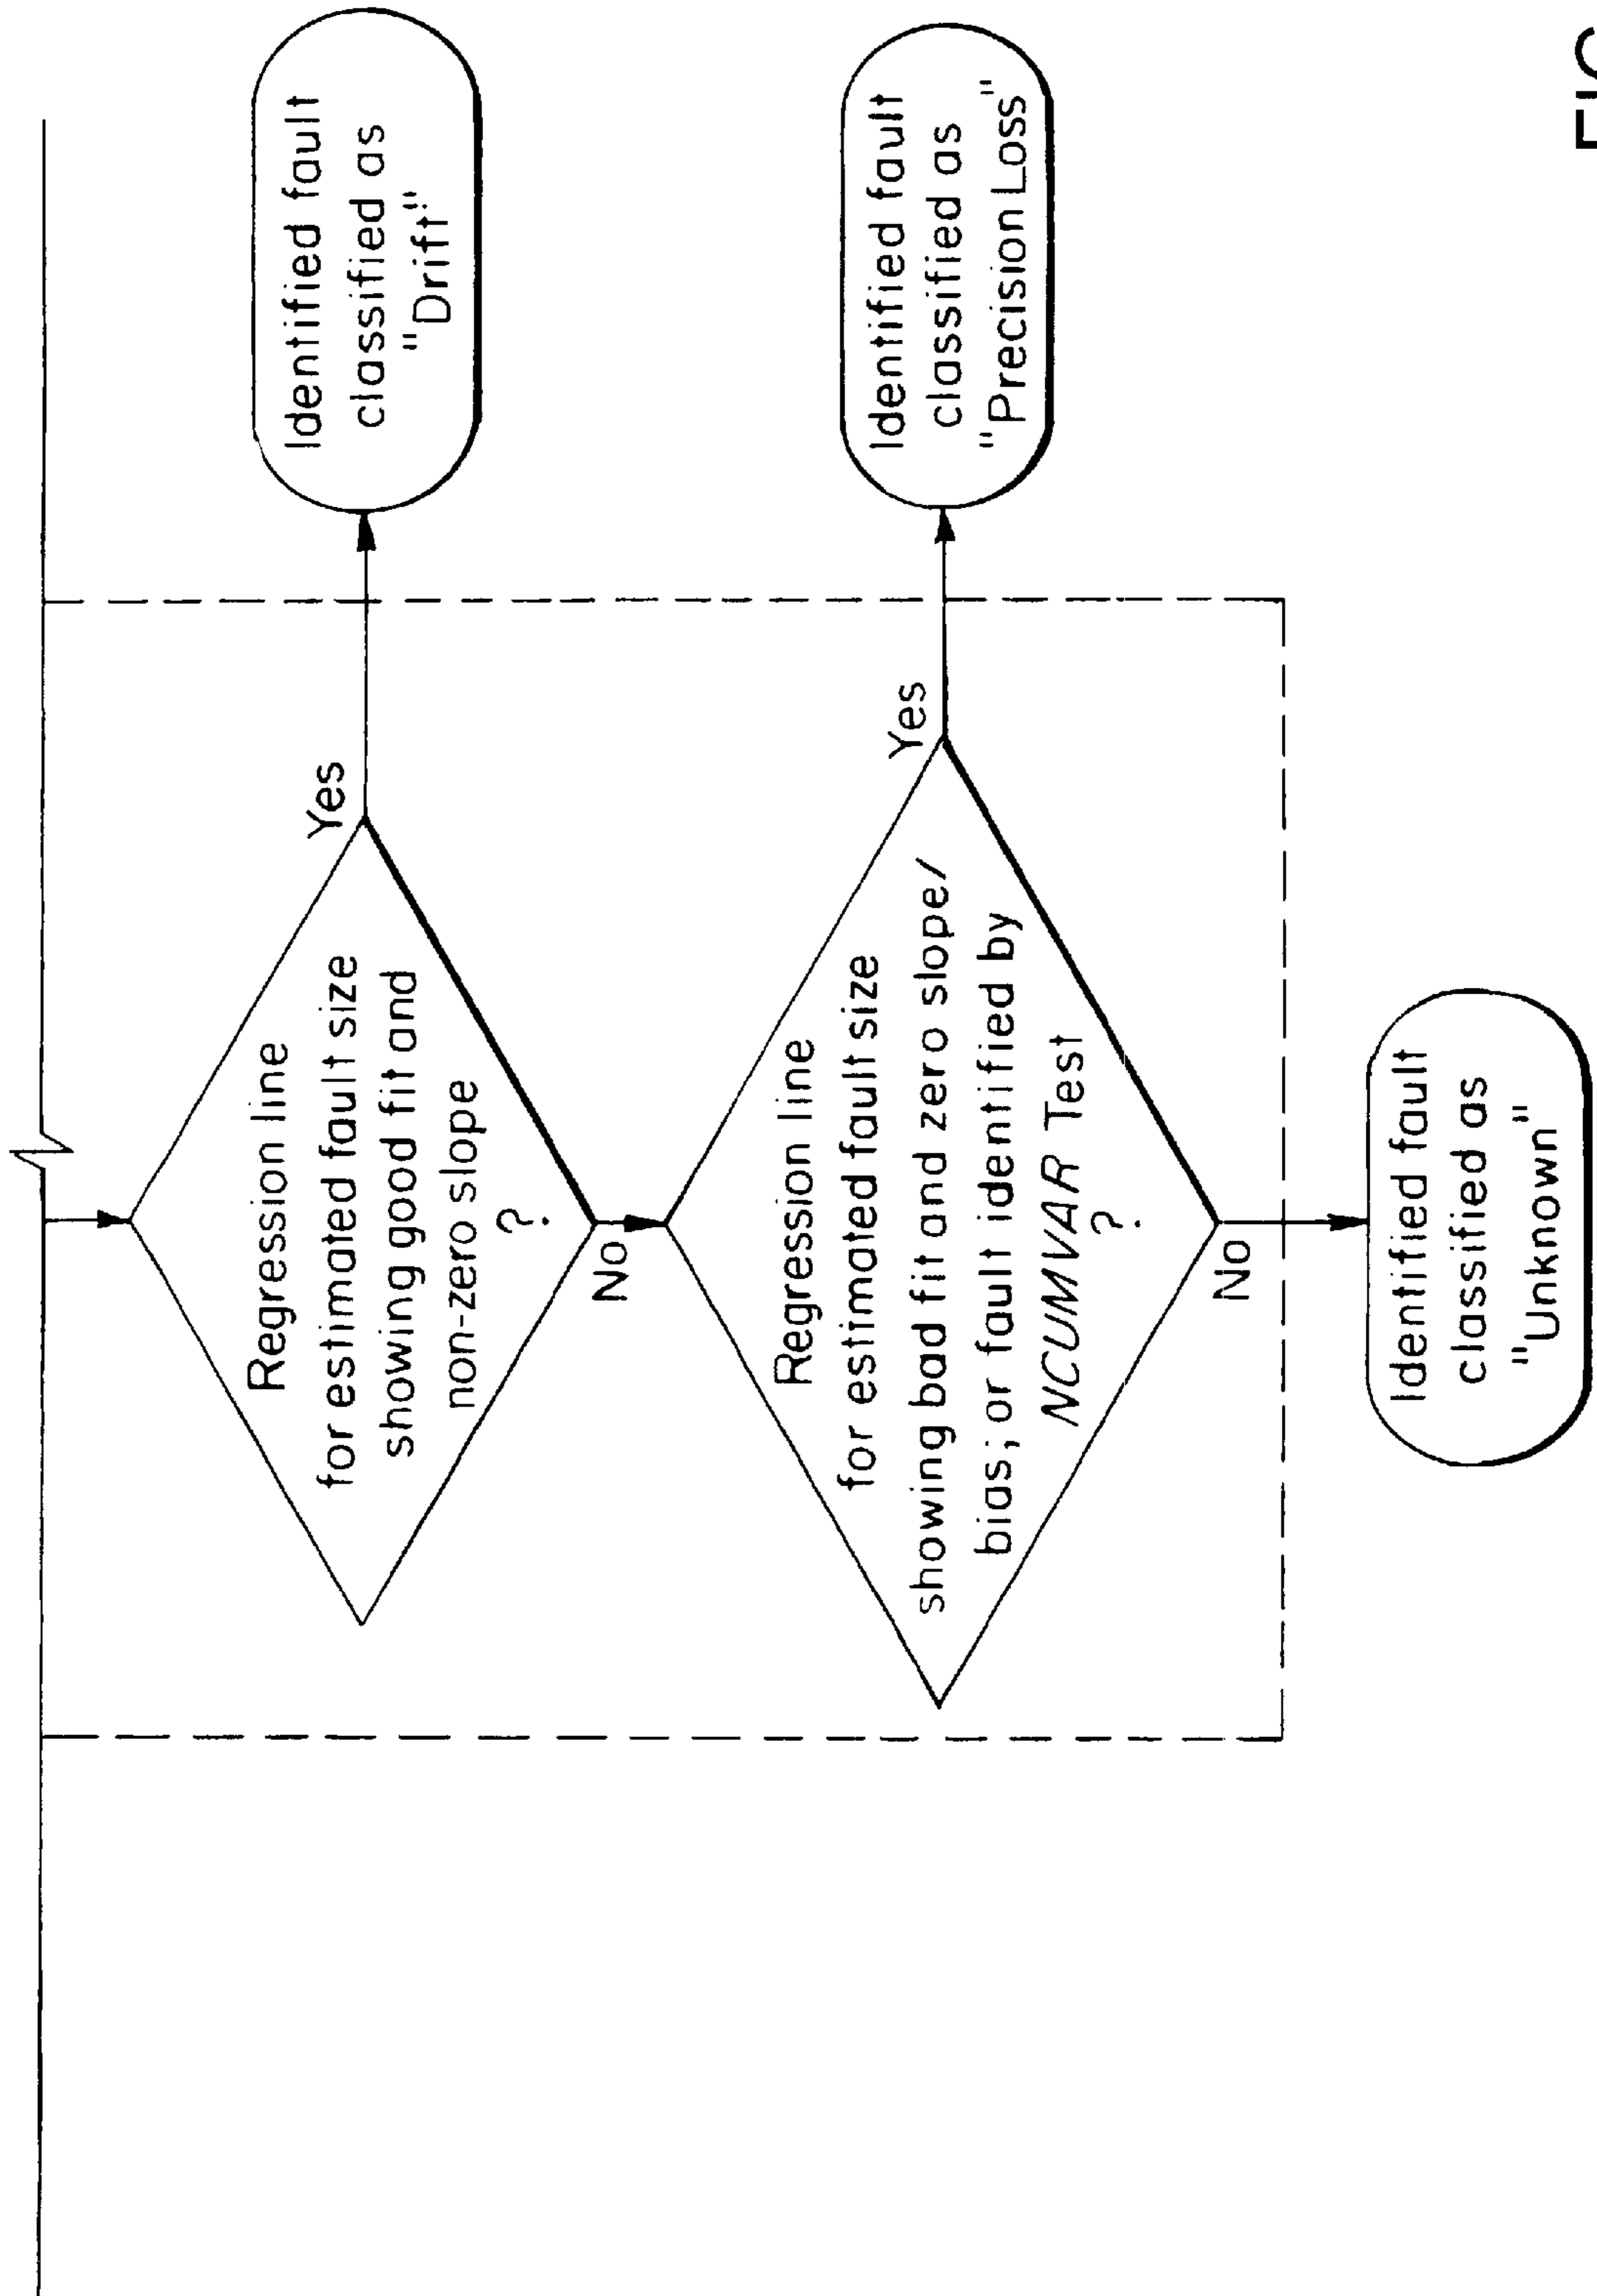 Regression line
for estimated fault size
showing good fit and
non-zero slope
?
Yes
Identified fault
classified as
"Drift"
No
Regression line
for estimated fault size
showing bad fit and zero slope/
bias; or fault identified by
NCUMVAR Test
?
Yes
Identified fault
classified as
"Precision Loss"
No
Identified fault
classified as
"Unknown"